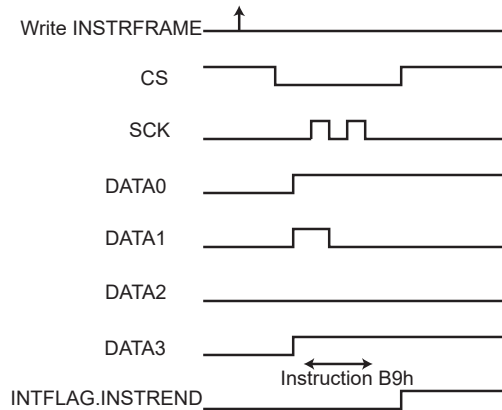 Write INSTRFRAME
CS
SCK
DATA0
DATA1
DATA2
DATA3
Instruction B9h
INTFLAG.INSTREND